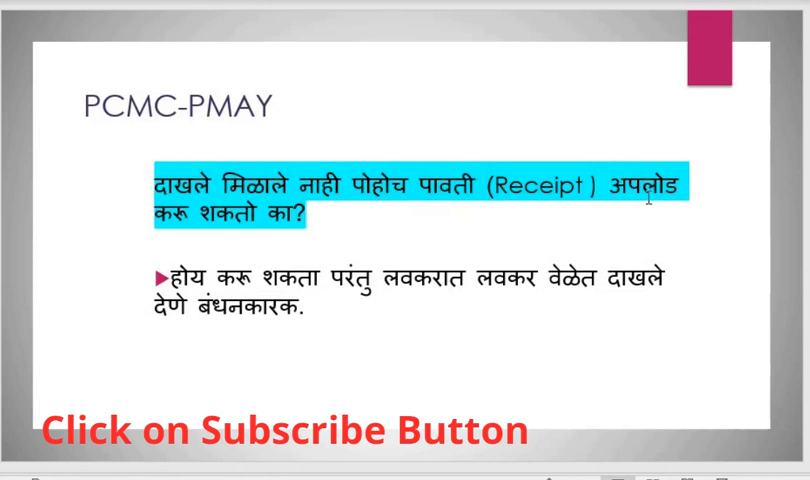 PCMC-PMAY
दाखले मिळाले नाही पोहोच पावती (Receipt ) अपलोड
करू शकतो का?
होय करू शकता परंतु लवकरात लवकर वेळेत दाखले
देणे बंधनकारक.
Click on Subscribe Button